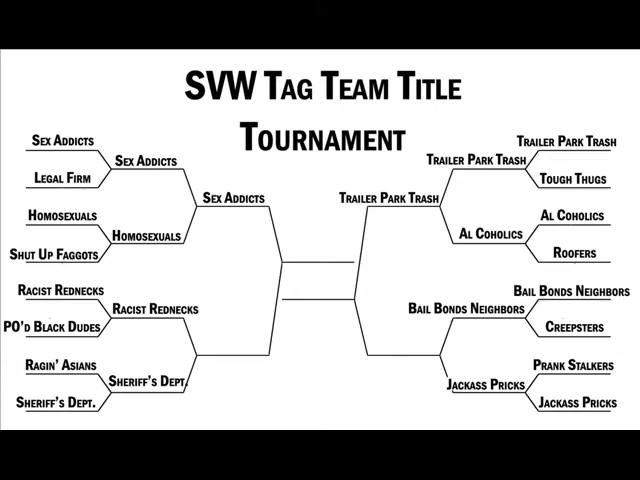 SVW Tag Team Title
Tournament
Sex Addicts
Legal Firm
Homosexuals
Shut Up Faggots
Racist Rednecks
PO'd Black Dudes
Ragin' Asians
Sheriff's Dept.
Sex Addicts
Homosexuals
Racist Rednecks
Sheriff's Dept.
Sex Addicts
Trailer Park Trash
Trailer Park Trash
Al Coholics
Bail Bonds Neighbors
Jackass Pricks
Trailer Park Trash
Tough Thugs
Al Coholics
Roofers
Bail Bonds Neighbors
Creepsters
Prank Stalkers
Jackass Pricks